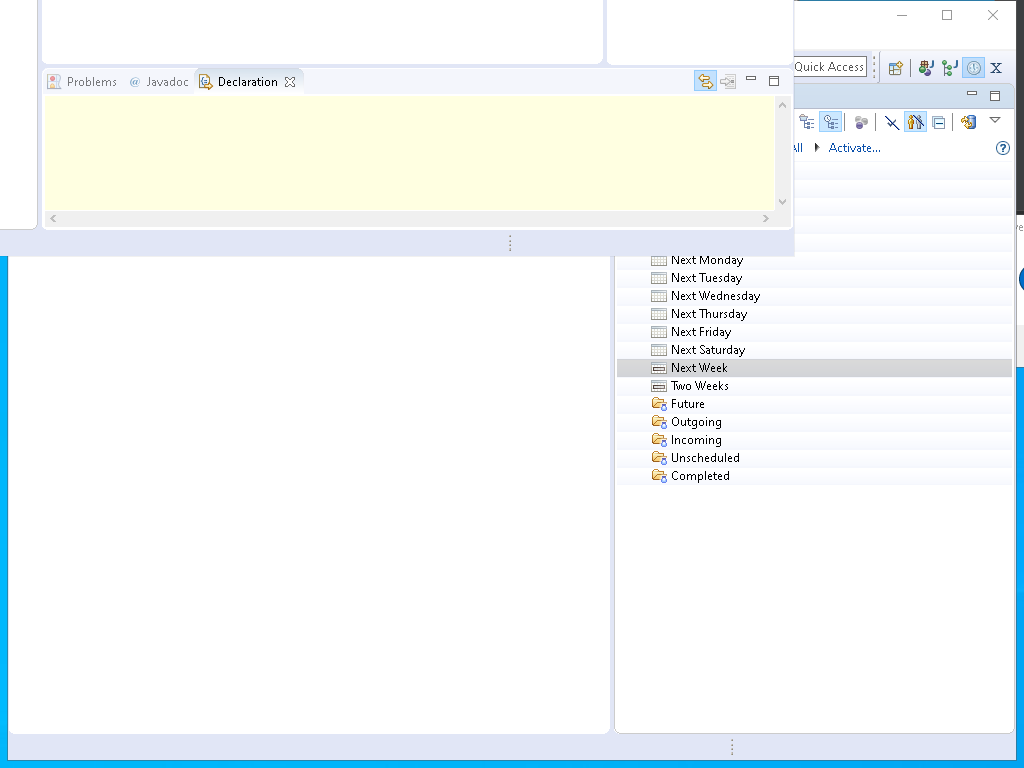 Quick Access
Problems
@ Javadoc
Declaration
Activate...
Next Monday
Next Tuesday
Next Wednesday
Next Thursday
Next Friday
Next Saturday
Next Week
Two Weeks
Future
Outgoing
Incoming
Unscheduled
Completed